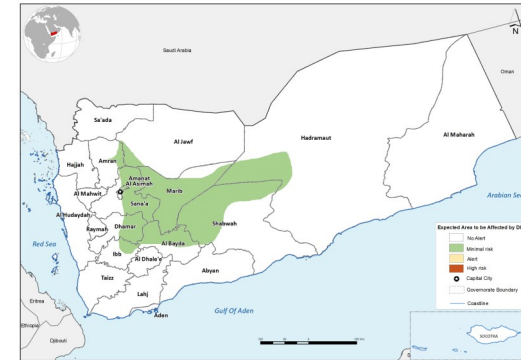 N
Saudi Arabia
Oman
Sa'ada
Al Jawf
Hadramaut
Al Maharah
Hajjah
Amran
Amanat
Al Asimah
Marib
Al Mahwit
Sana'a
Al Hudaydah
Shabwah
Raymah
Dhamar
Arabian Sea
Red Sea
Al Bayda
Ibb
Al Dhale'e
Abyan
Taizz
Lahj
Eritrea
Aden
Gulf Of Aden
Ethiopia
Djibouti
Expected Area to be Affected by D
No Alert
Minimal risk
Alert
High risk
Capital City
Governorate Boundary
Coastline
SOCOTRA